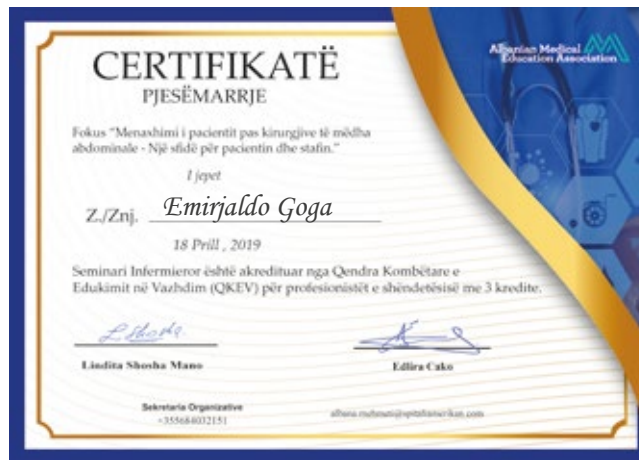 CERTIFIKATË
PJESËMARRJE
Albanian Medical
Education Association
Fokus “Menaxhimi i pacientit pas kirurgjive të mëdha
abdominale - Një sfidë për pacientin dhe stafin.”
I jepet
Z./Znj. Emirjaldo Goga
18 Prill , 2019
Seminari Infermieror është akredituar nga Qendra Kombëtare e
Edukimit në Vazhdim (QKEV) për profesionistët e shëndetësisë me 3 kredite.
Lindita Shosha Mano
Edlira Cako
Sekretaria Organizative
+355684032151